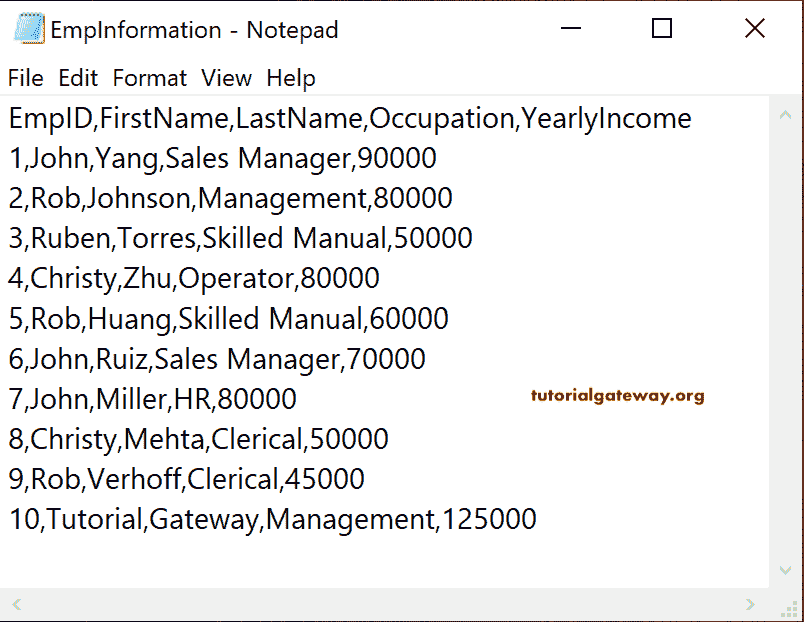 EmpInformation - Notepad
File Edit Format View Help
EmpID,FirstName,LastName,Occupation,YearlyIncome
1,John,Yang,Sales Manager,90000
2,Rob,Johnson,Management,80000
3,Ruben,Torres,Skilled Manual,50000
4,Christy,Zhu,Operator,80000
5,Rob,Huang,Skilled Manual,60000
6,John,Ruiz,Sales Manager,70000
7,John,Miller,HR,80000
tutorialgateway.org
8,Christy,Mehta,Clerical,50000
9,Rob,Verhoff,Clerical,45000
10,Tutorial,Gateway,Management,125000